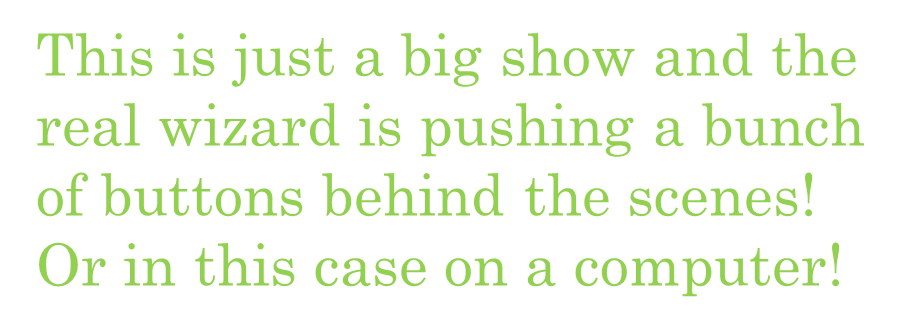 This is just a big show and the
real wizard is pushing a bunch
of buttons behind the scenes!
Or in this case on a computer!